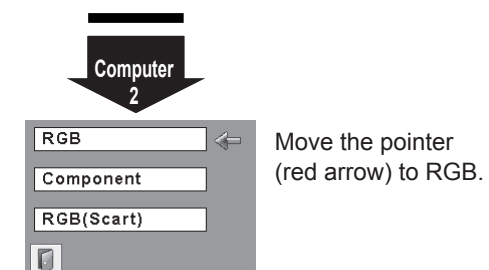 Computer
2
RGB
Move the pointer
(red arrow) to RGB.
Component
RGB(Scart)